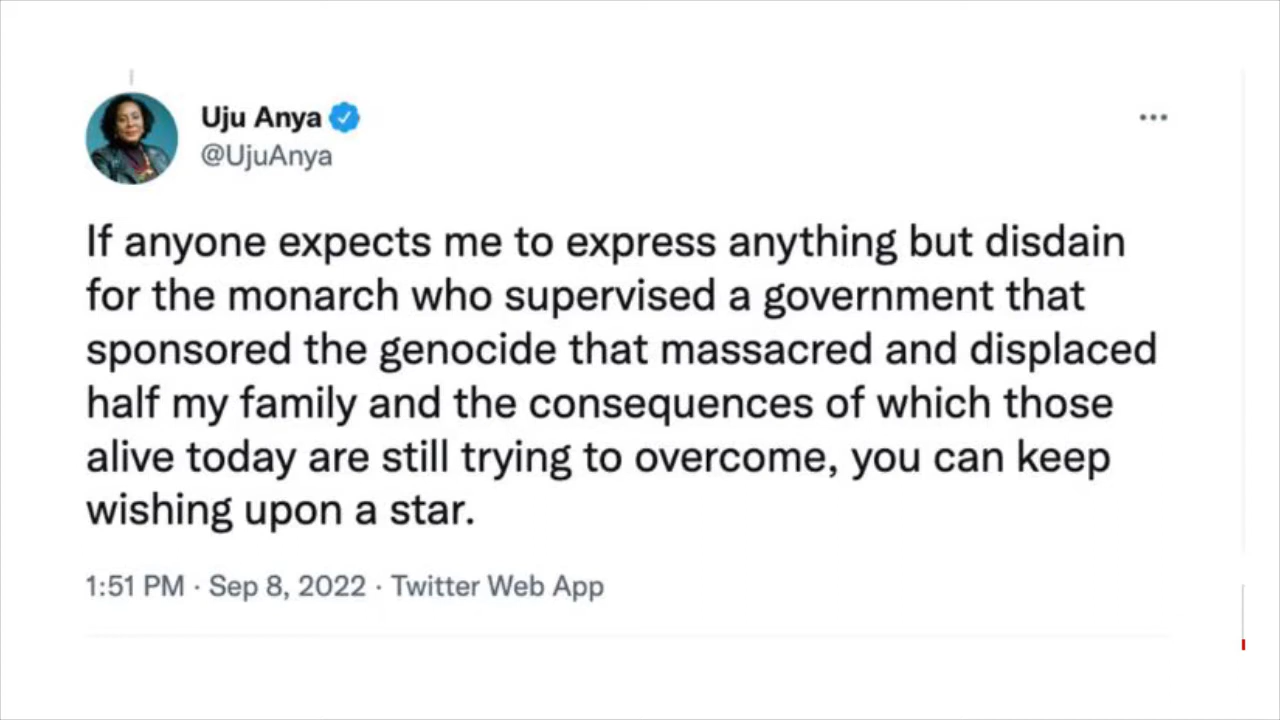 Uju Anya
@UjuAnya
If anyone expects me to express anything but disdain
for the monarch who supervised a government that
sponsored the genocide that massacred and displaced
half my family and the consequences of which those
alive today are still trying to overcome, you can keep
wishing upon a star.
1:51 PM · Sep 8, 2022 · Twitter Web App